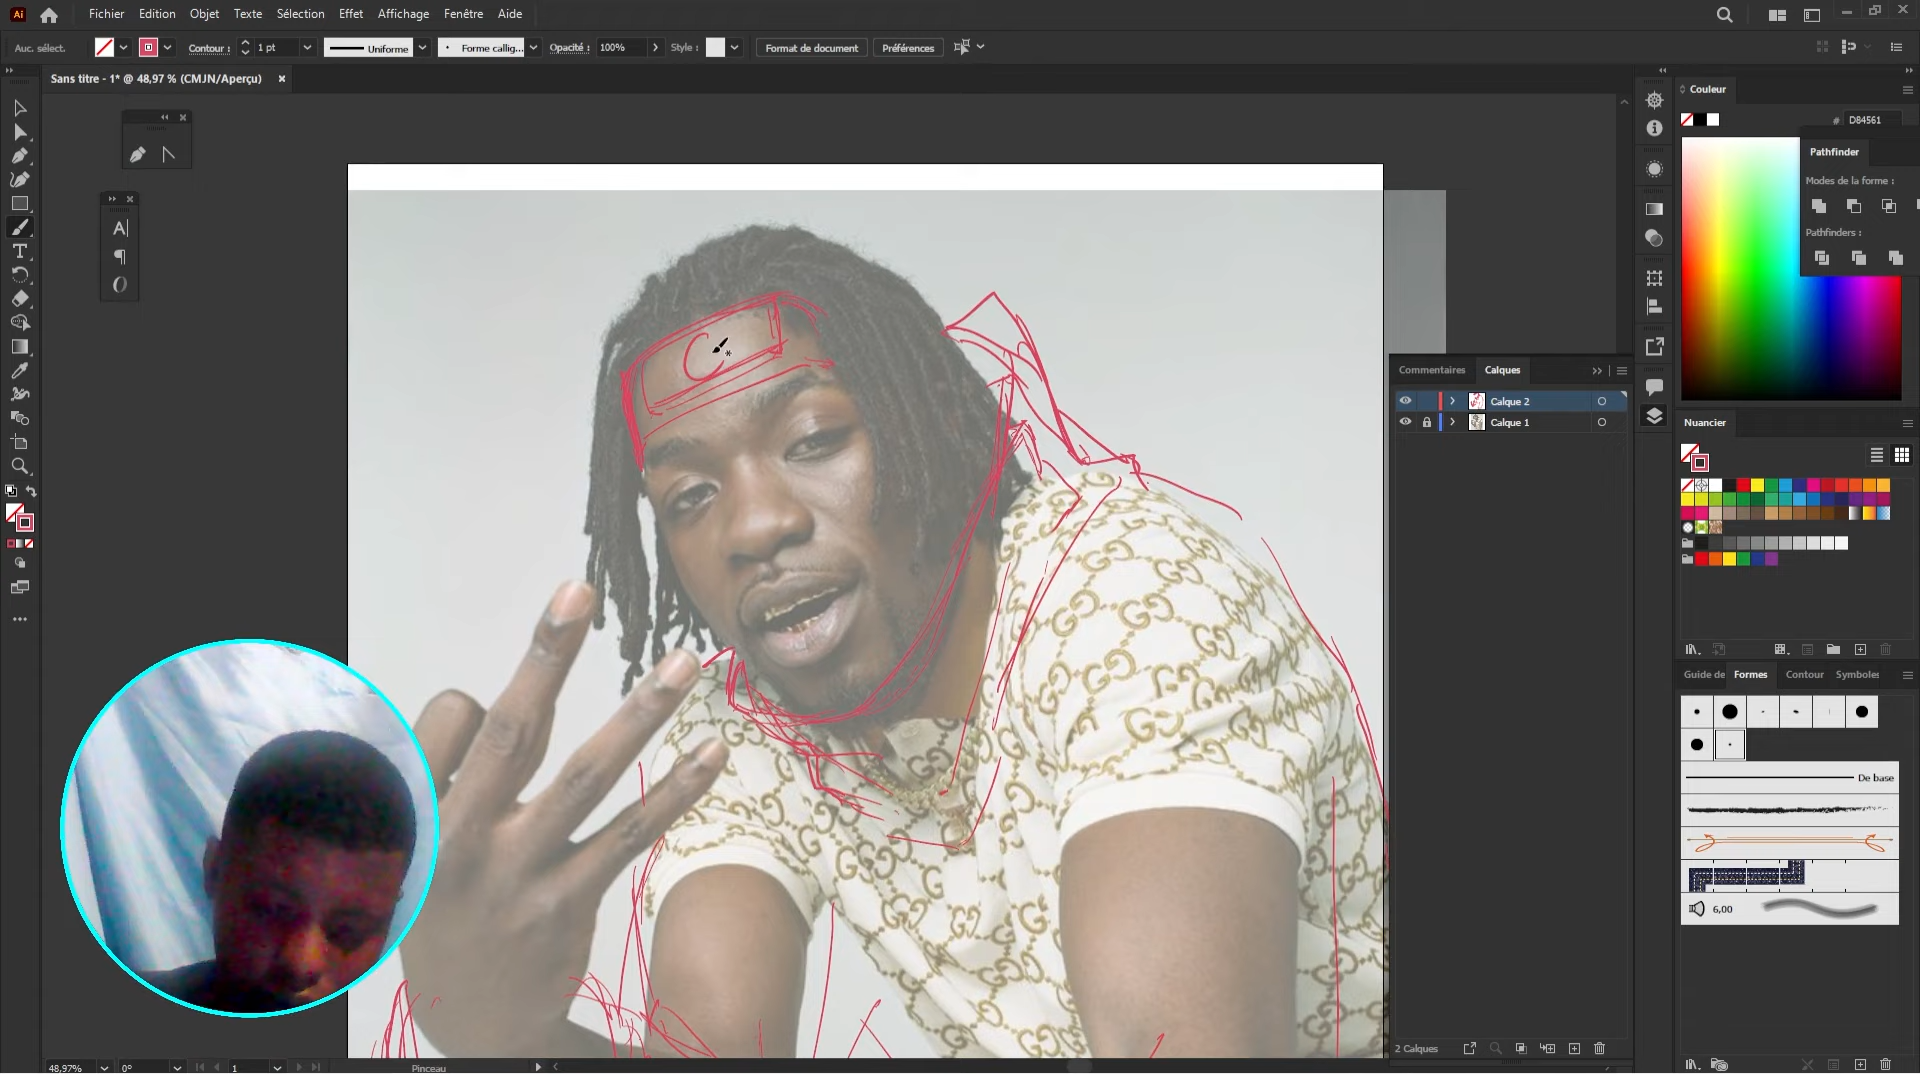 Ai
Fichier Edition Objet Texte Sélection Effet Affichage Fenêtre Aide
Auc. sélect. Contour : 1 pt Uniforme Forme callig... Opacité : 100% Style : Format de document Préférences
Sans titre - 1* @ 48,97 % (CMJN/Aperçu)
Couleur
# D84561
Pathfinder
Modes de la forme :
Pathfinders :
Commentaires Calques
Calque 2
Calque 1
Nuancier
Guide de Formes Contour Symboles
De base
6,00
2 Calques
48,97% 0° 1 Pinceau